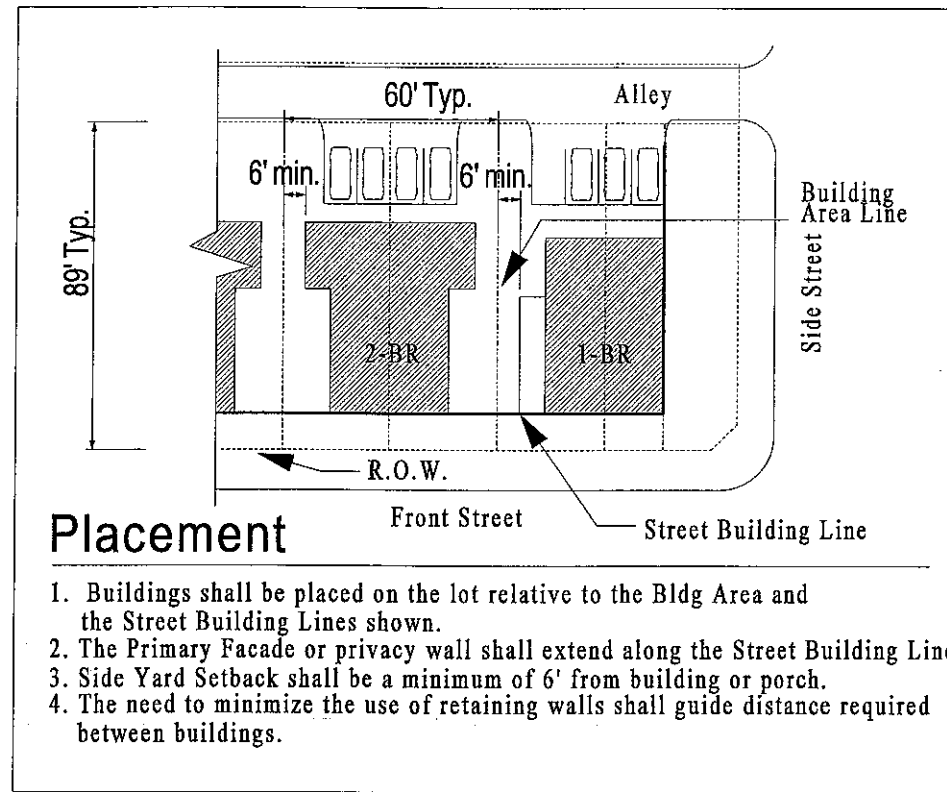 60' Typ.
Alley
6' min.
6' min.
Building
Area Line
89' Typ.
Side Street
2-BR
1-BR
R.O.W.
Front Street
Street Building Line
Placement
1. Buildings shall be placed on the lot relative to the Bldg Area and
the Street Building Lines shown.
2. The Primary Facade or privacy wall shall extend along the Street Building Line
3. Side Yard Setback shall be a minimum of 6' from building or porch.
4. The need to minimize the use of retaining walls shall guide distance required
between buildings.